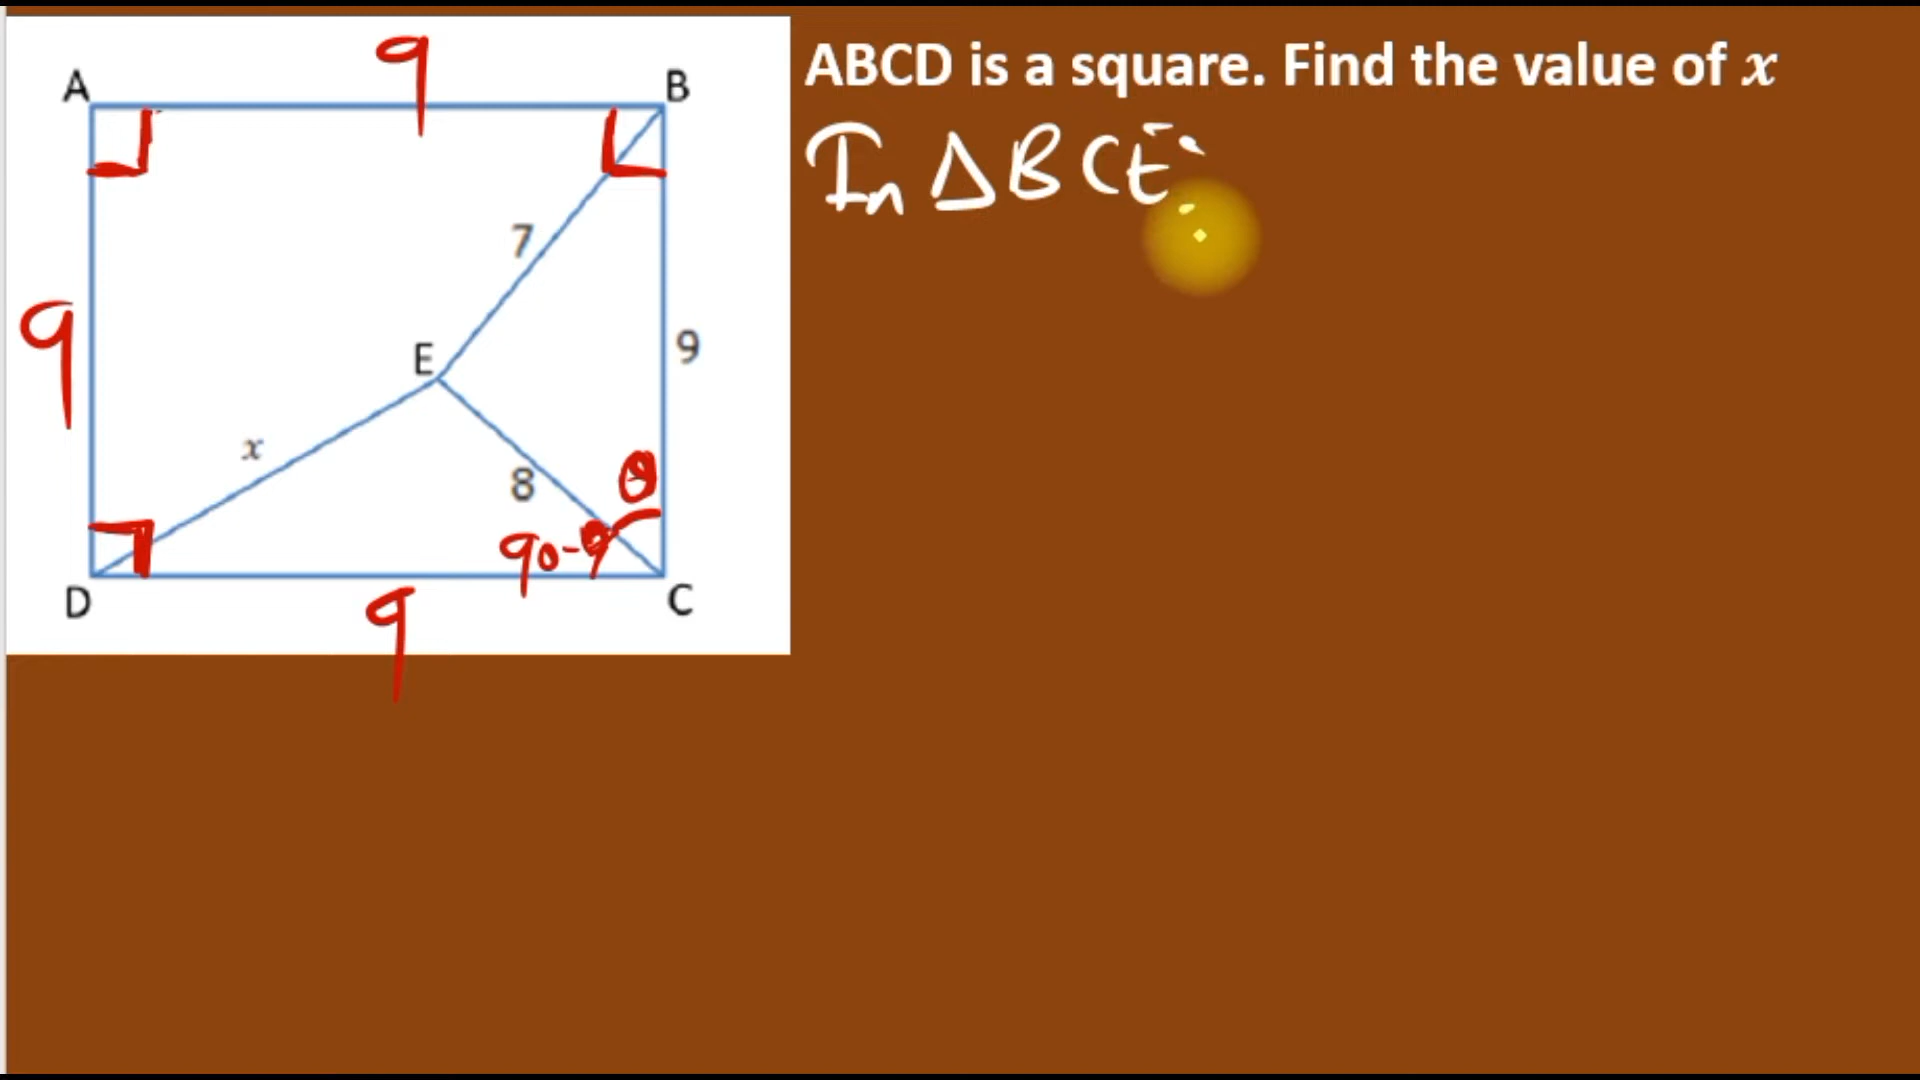 9
A
B
ABCD is a square. Find the value of x
In ΔBCE:
7
9
E
9
x
8
θ
90-θ
D
C
9